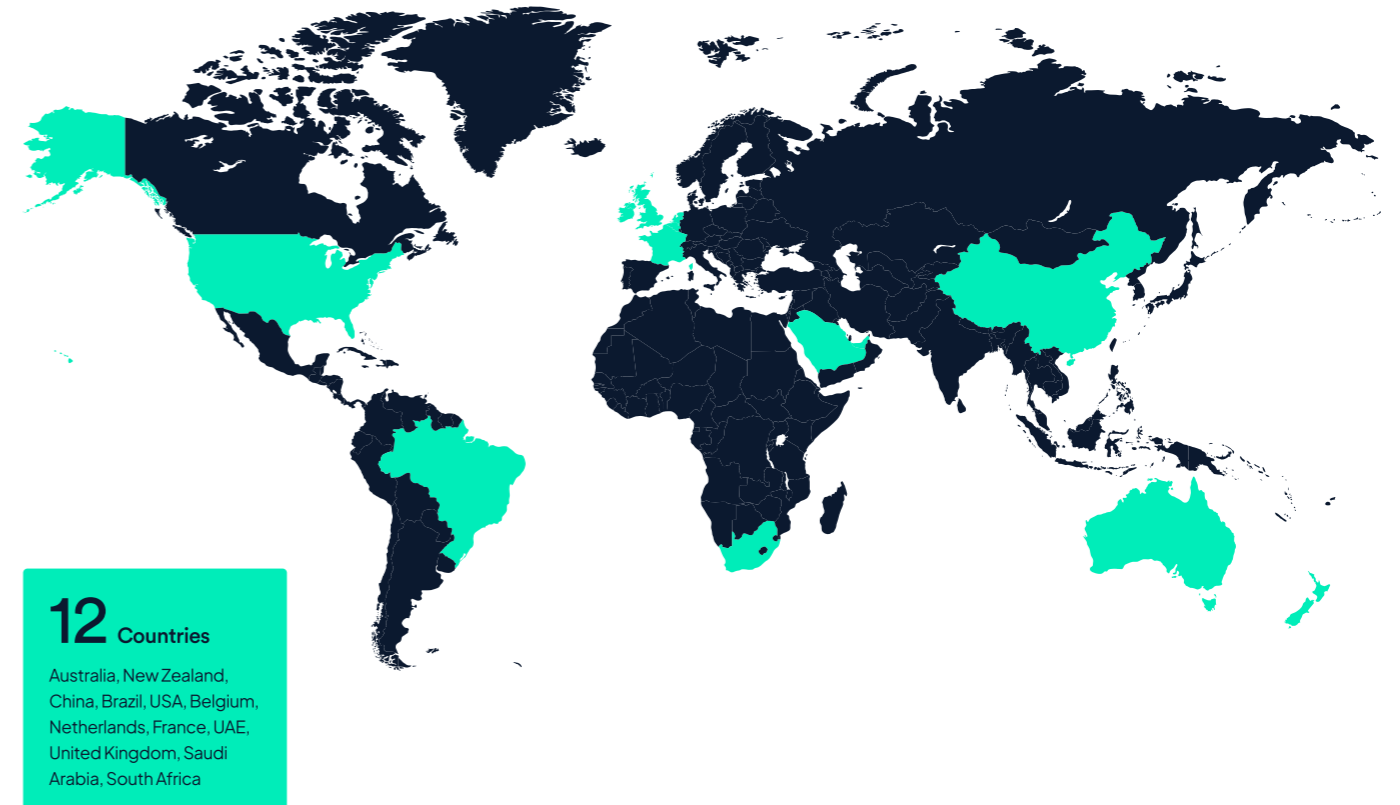 12 Countries
Australia, New Zealand,
China, Brazil, USA, Belgium,
Netherlands, France, UAE,
United Kingdom, Saudi
Arabia, South Africa